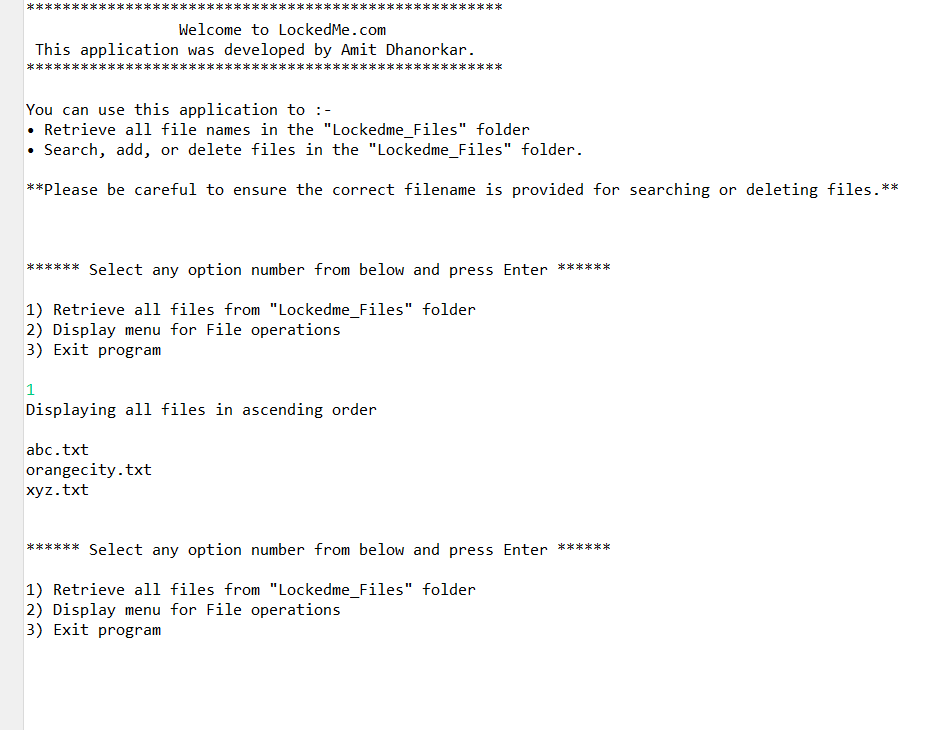 *****************************************************
Welcome to LockedMe.com
This application was developed by Amit Dhanorkar.
*****************************************************
You can use this application to :-
• Retrieve all file names in the "Lockedme_Files" folder
• Search, add, or delete files in the "Lockedme_Files" folder.
**Please be careful to ensure the correct filename is provided for searching or deleting files.**
****** Select any option number from below and press Enter ******
1) Retrieve all files from "Lockedme_Files" folder
2) Display menu for File operations
3) Exit program
1
Displaying all files in ascending order
abc.txt
orangecity.txt
xyz.txt
****** Select any option number from below and press Enter ******
1) Retrieve all files from "Lockedme_Files" folder
2) Display menu for File operations
3) Exit program